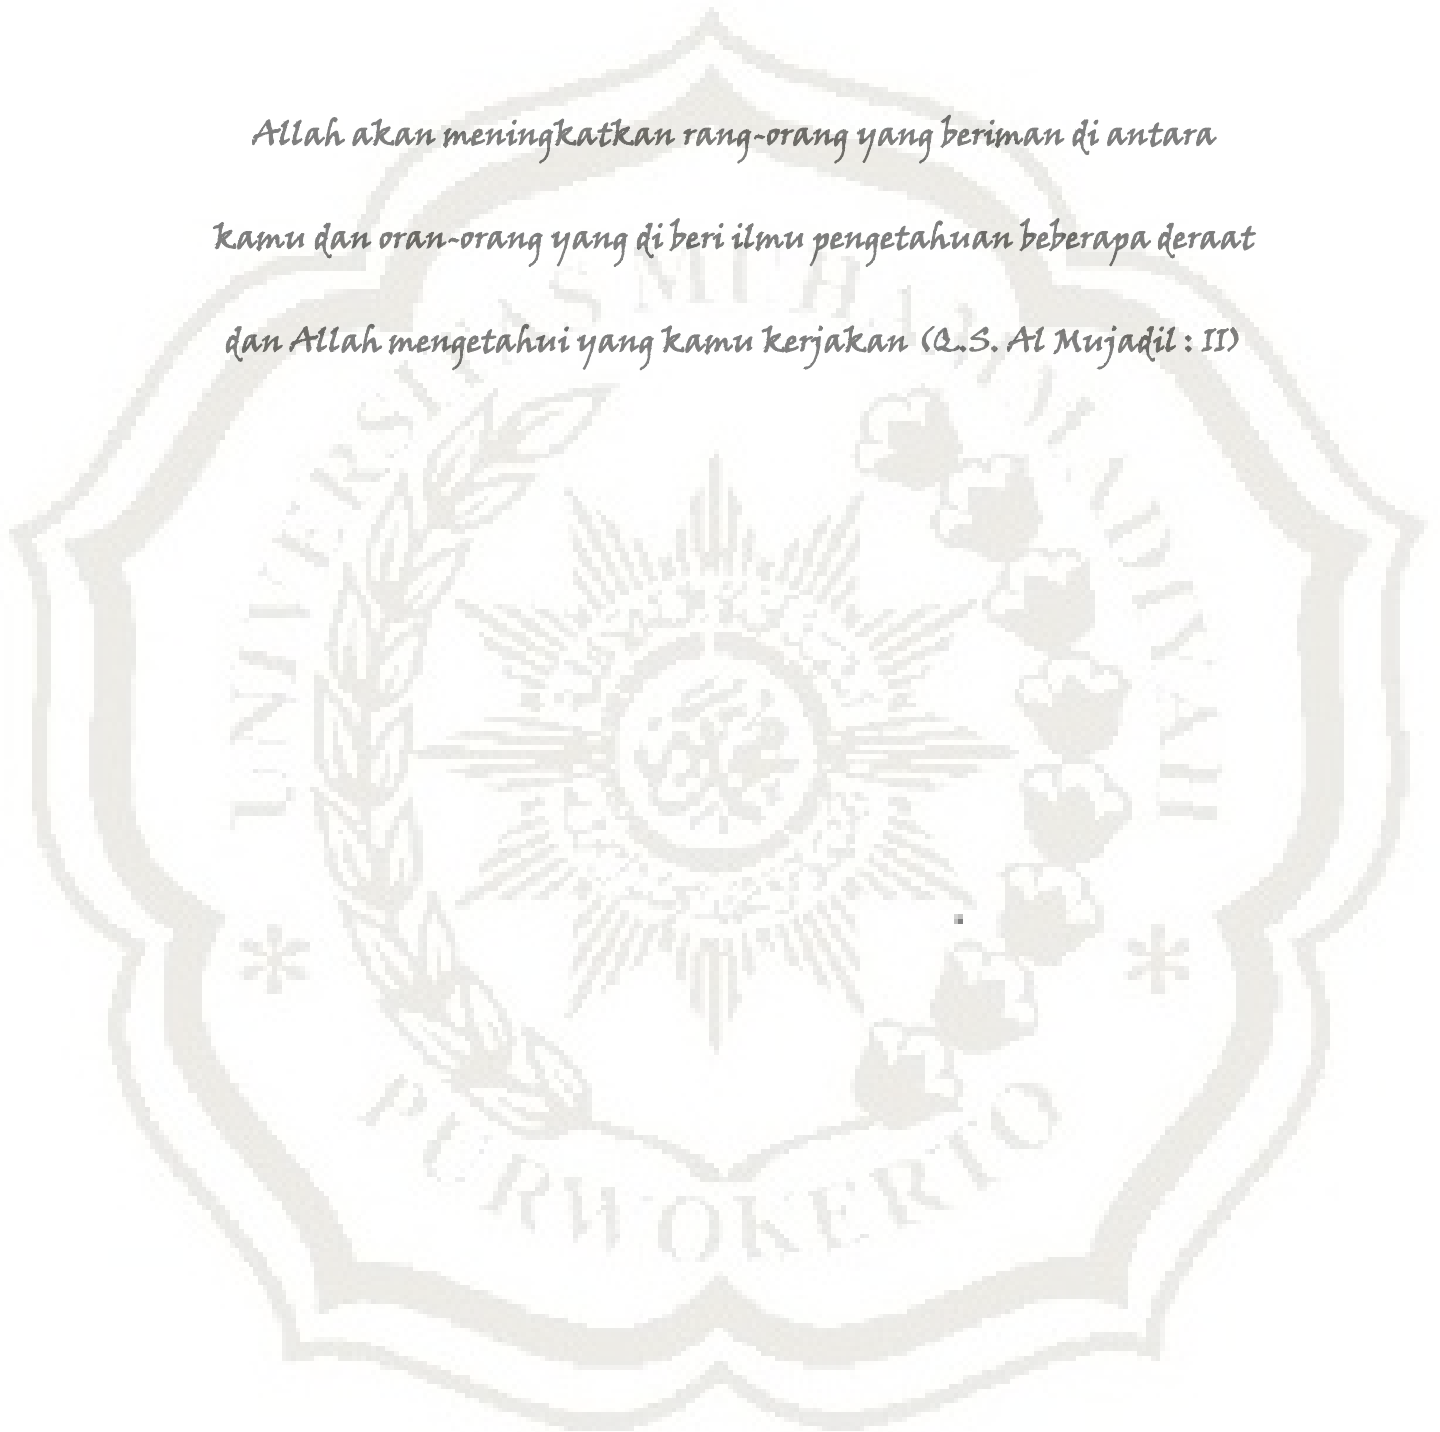 Allah akan meningkatkan rang-orang yang beriman di antara
kamu dan oran-orang yang di beri ilmu pengetahuan beberapa deraat
dan Allah mengetahui yang kamu kerjakan (Q.S. Al Mujadil : II)
UNIVERSITAS MUHAMMADIYAH
PURWOKERTO